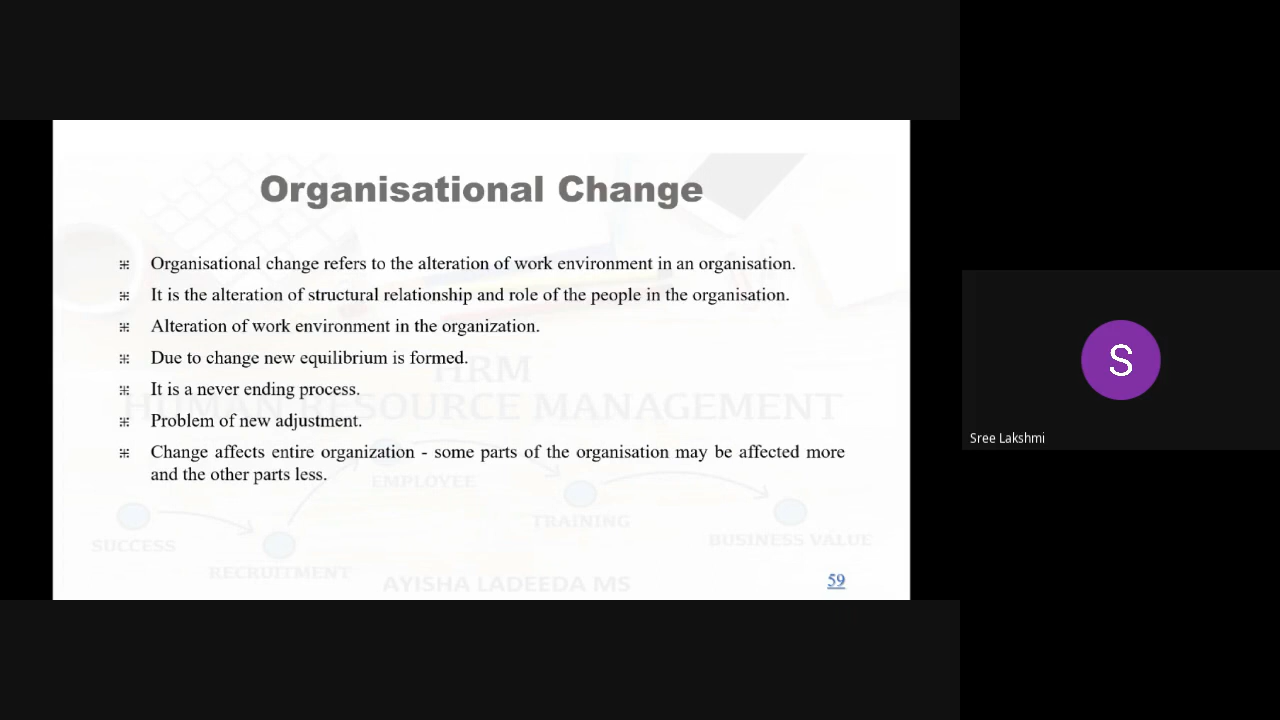 Organisational Change
Organisational change refers to the alteration of work environment in an organisation.
It is the alteration of structural relationship and role of the people in the organisation.
Alteration of work environment in the organization.
Due to change new equilibrium is formed.
HRM
It is a never ending process.
HUMAN RESOURCE MANAGEMENT
Problem of new adjustment.
Change affects entire organization - some parts of the organisation may be affected more
and the other parts less.
EMPLOYEE
TRAINING
SUCCESS
BUSINESS VALUE
RECRUITMENT
AYISHA LADEEDA MS
59
S
Sree Lakshmi